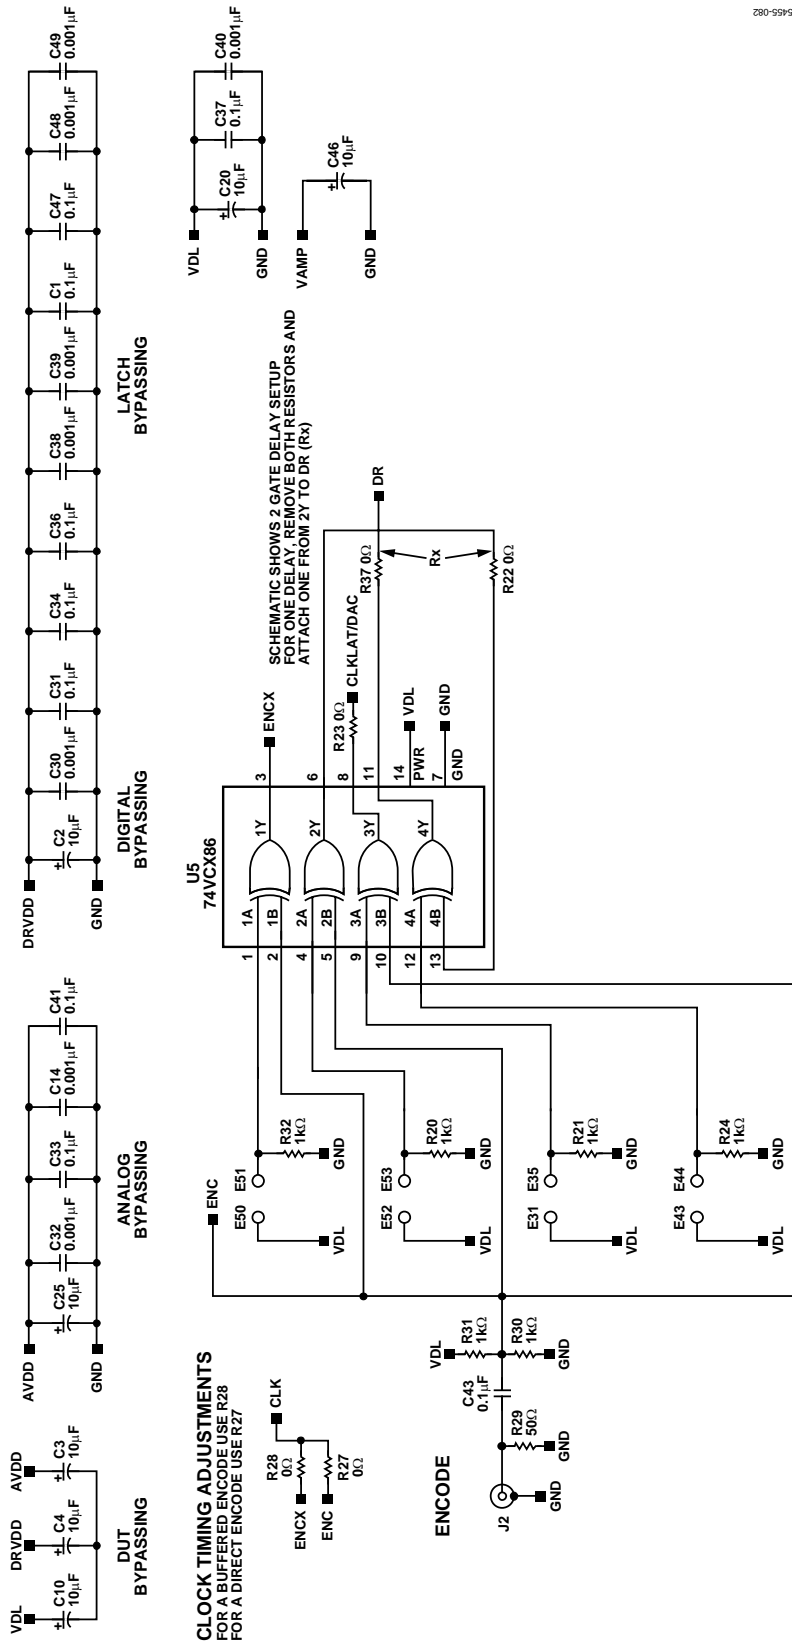 VDL
C10
10µF
DRVDD
C4
10µF
AVDD
C3
10µF
DUT
BYPASSING
AVDD
GND
C25
10µF
C32
0.001µF
C33
0.1µF
C14
0.001µF
C41
0.1µF
ANALOG
BYPASSING
DRVDD
GND
C2
10µF
C30
0.001µF
C31
0.1µF
C34
0.1µF
C36
0.1µF
C38
0.001µF
C39
0.001µF
C1
0.1µF
C47
0.1µF
C48
0.001µF
C49
0.001µF
DIGITAL
BYPASSING
LATCH
BYPASSING
VDL
GND
C20
10µF
C37
0.1µF
C40
0.001µF
VAMP
GND
C46
10µF
CLOCK TIMING ADJUSTMENTS
FOR A BUFFERED ENCODE USE R28
FOR A DIRECT ENCODE USE R27
R28
0Ω
CLK
ENCX
ENC
R27
0Ω
ENCODE
J2
GND
R29
50Ω
GND
C43
0.1µF
VDL
R31
1kΩ
R30
1kΩ
GND
ENC
E50
E51
R32
1kΩ
VDL
GND
E52
E53
R20
1kΩ
VDL
GND
E31
E35
R21
1kΩ
VDL
GND
E43
E44
R24
1kΩ
VDL
GND
U5
74VCX86
1
1A
1Y
3
2
1B
4
2A
2Y
6
5
2B
9
3A
3Y
8
10
3B
12
4A
4Y
11
13
4B
14
PWR
VDL
7
GND
GND
ENCX
SCHEMATIC SHOWS 2 GATE DELAY SETUP
FOR ONE DELAY, REMOVE BOTH RESISTORS AND
ATTACH ONE FROM 2Y TO DR (Rx)
R23 0Ω
CLKLAT/DAC
R37 0Ω
DR
Rx
R22 0Ω
5455-082